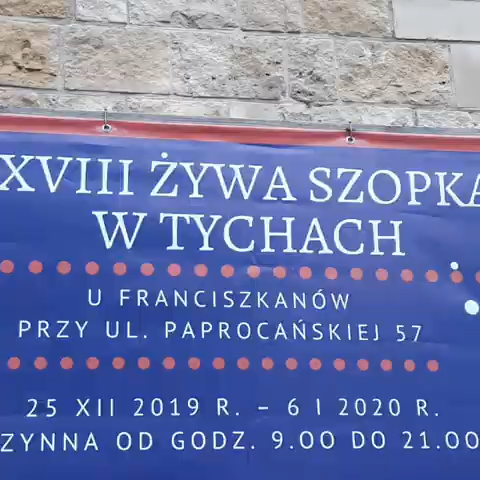 XVIII ŻYWA SZOPKA
W TYCHACH
U FRANCISZKANÓW
PRZY UL. PAPROCAŃSKIEJ 57
25 XII 2019 R. – 6 I 2020 R.
ZYNNA OD GODZ. 9.00 DO 21.00